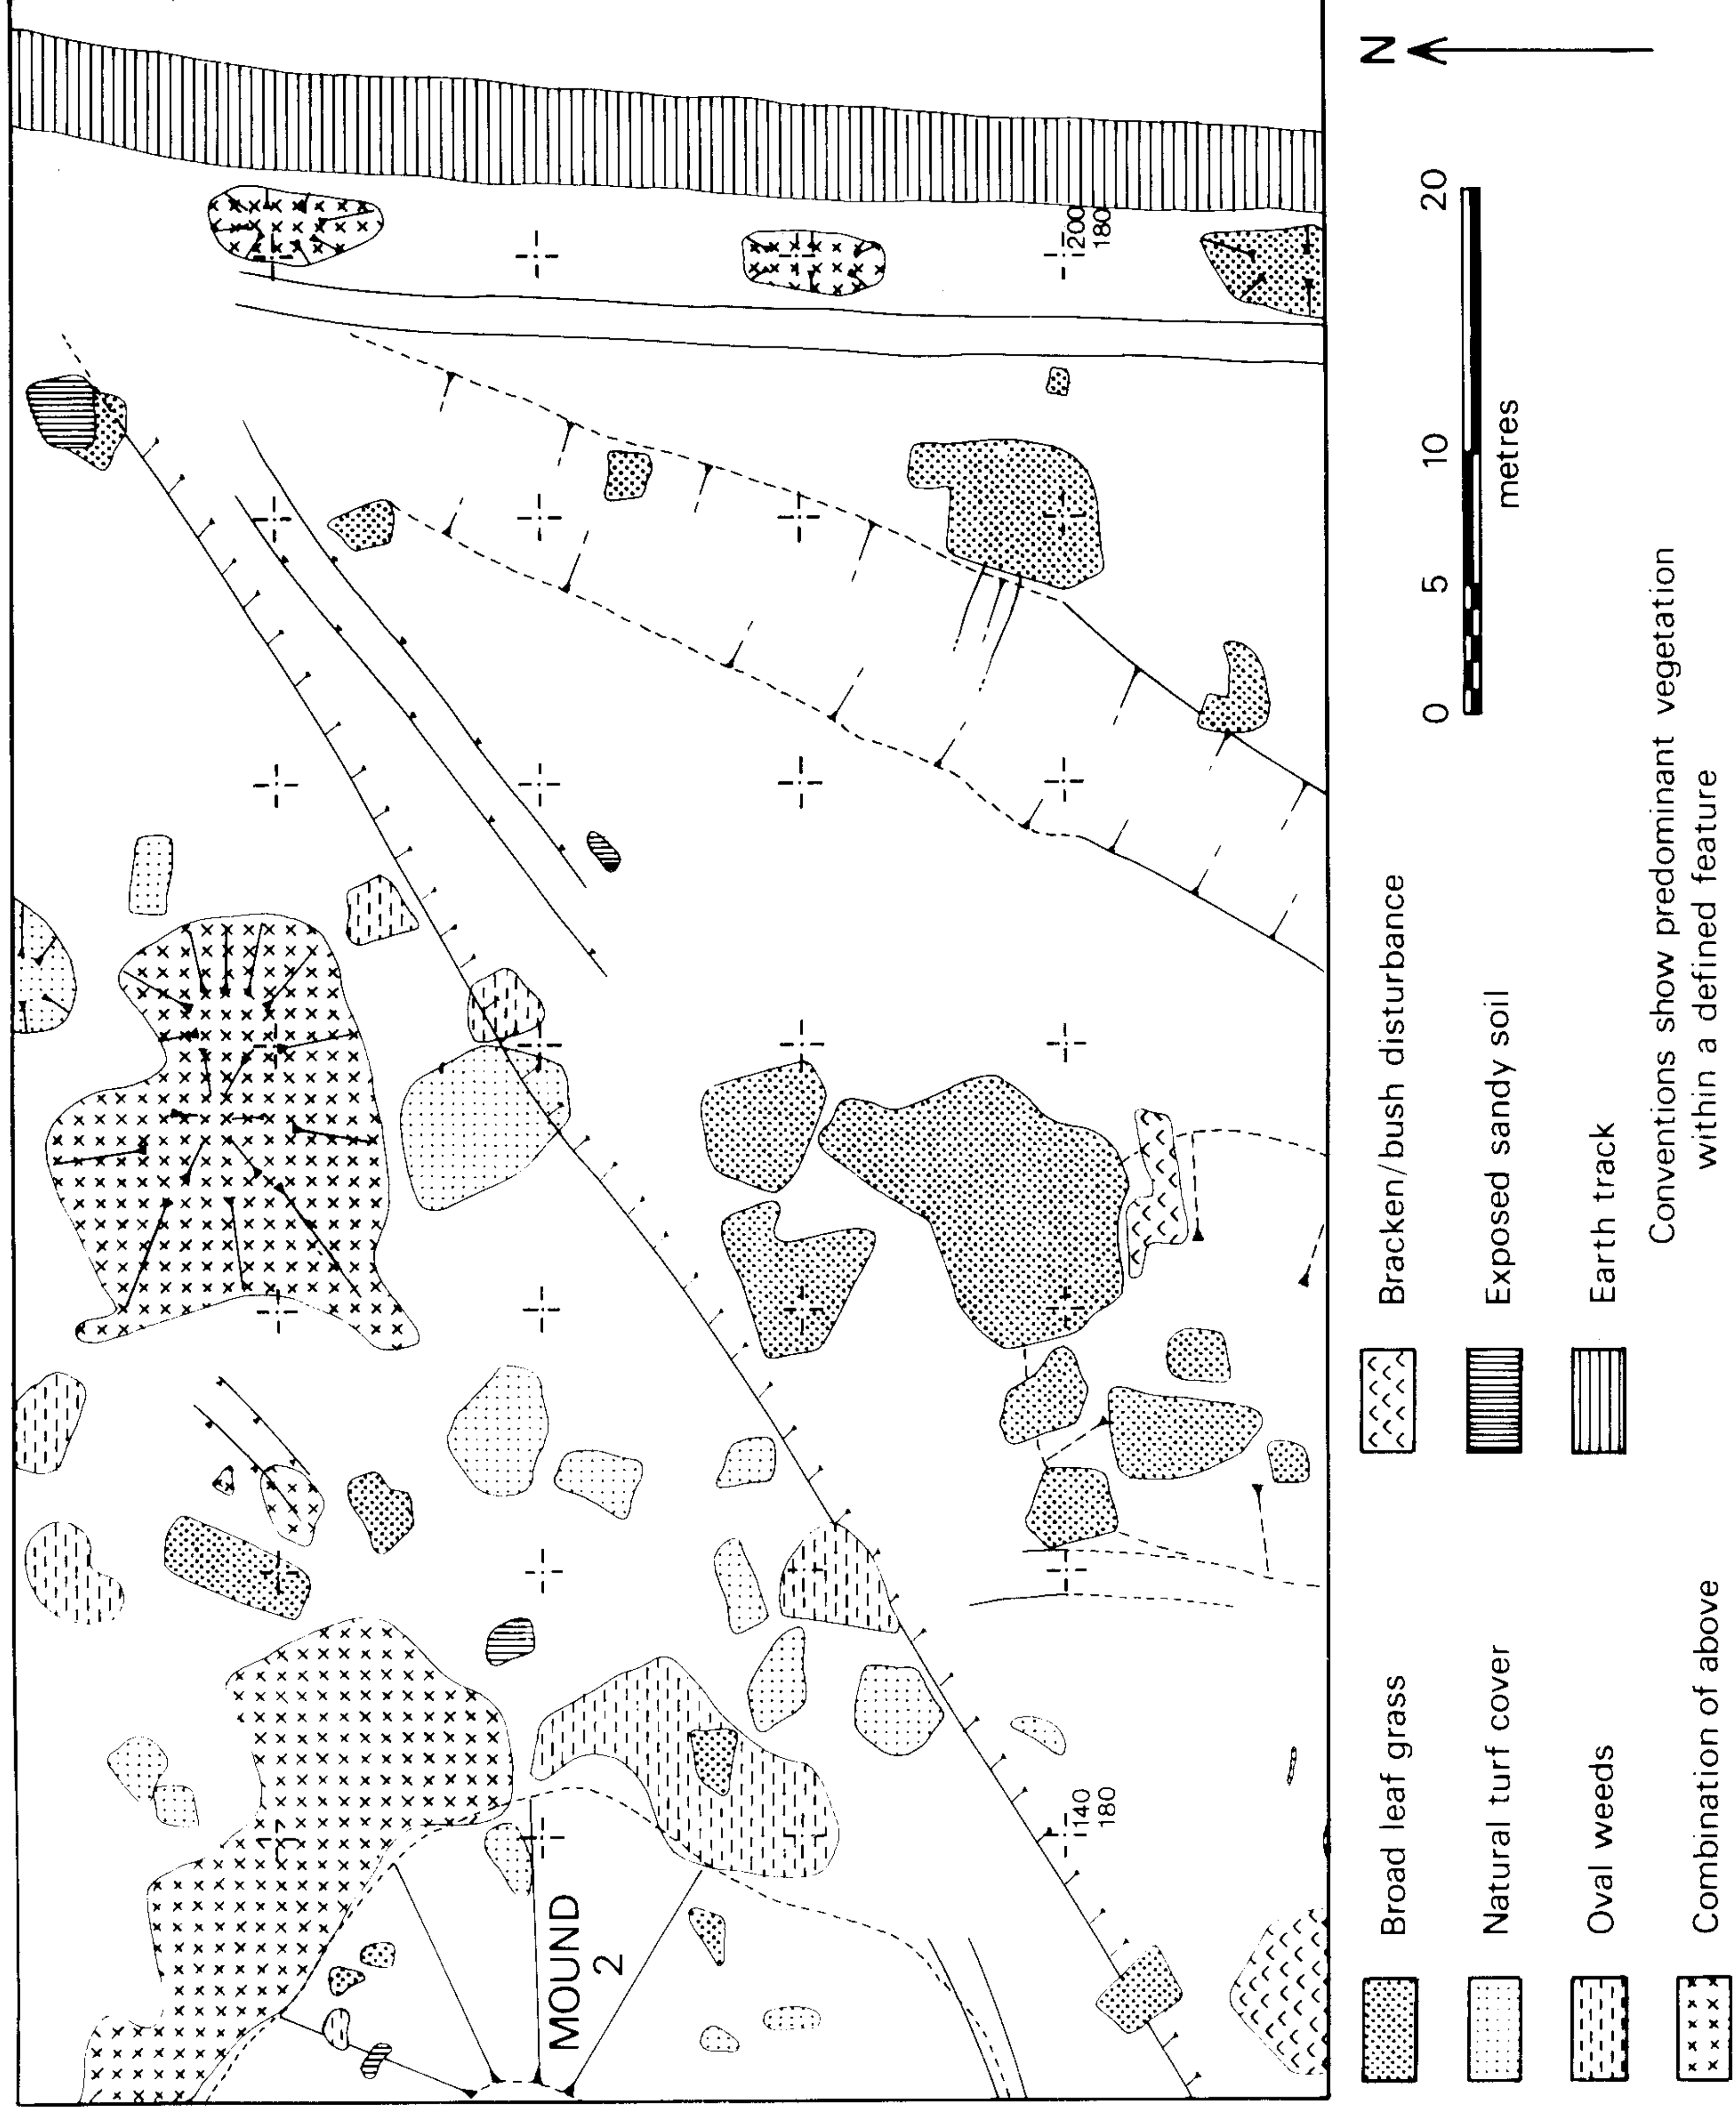 MOUND
2
140
180
200
180
N
0 5 10 20
metres
Broad leaf grass
Natural turf cover
Oval weeds
Combination of above
Bracken/bush disturbance
Exposed sandy soil
Earth track
Conventions show predominant vegetation
within a defined feature